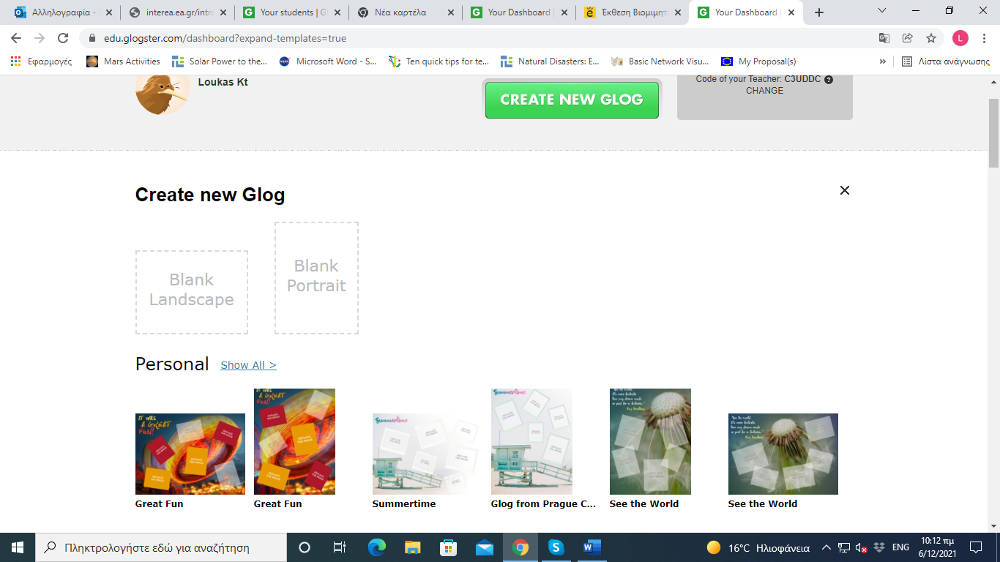 Αλληλογραφία -
interea.ea.gr/intra
Your students | G
Νέα καρτέλα
Your Dashboard |
Έκθεση Βιομιμητ
Your Dashboard |
edu.glogster.com/dashboard?expand-templates=true
L
Εφαρμογές
Mars Activities
Solar Power to the...
Microsoft Word - S...
Ten quick tips for te...
Natural Disasters: E...
Basic Network Visu...
My Proposal(s)
»
Λίστα ανάγνωσης
Loukas Kt
CREATE NEW GLOG
Code of your Teacher: C3UDDC ?
CHANGE
Create new Glog
Blank
Landscape
Blank
Portrait
Personal Show All >
IT WAS
A GREAT
FUN!
IT WAS
A GREAT
FUN!
Summertime
Summertime
Great Fun
Great Fun
Summertime
Glog from Prague C...
See the World
See the World
Πληκτρολογήστε εδώ για αναζήτηση
16°C Ηλιοφάνεια
ENG
10:12 πμ
6/12/2021